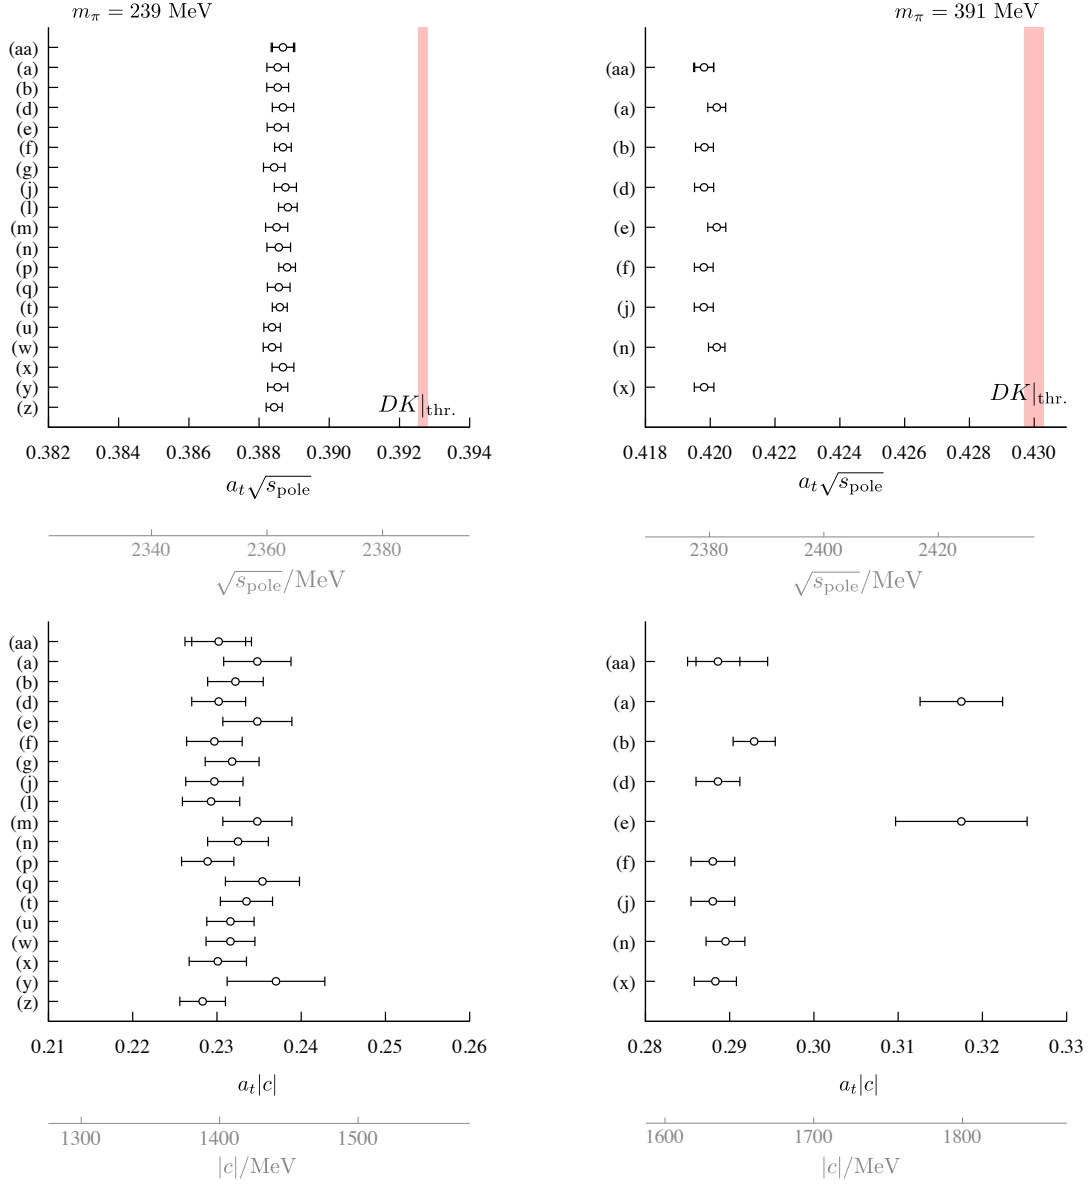 m_π = 239 MeV
(aa)
(a)
(b)
(d)
(e)
(f)
(g)
(j)
(l)
(m)
(n)
(p)
(q)
(t)
(u)
(w)
(x)
(y)
(z)
DK|thr.
0.382 0.384 0.386 0.388 0.390 0.392 0.394
a_t√s_pole
2340 2360 2380
√s_pole/MeV
m_π = 391 MeV
(aa)
(a)
(b)
(d)
(e)
(f)
(j)
(n)
(x)
DK|thr.
0.418 0.420 0.422 0.424 0.426 0.428 0.430
a_t√s_pole
2380 2400 2420
√s_pole/MeV
(aa)
(a)
(b)
(d)
(e)
(f)
(g)
(j)
(l)
(m)
(n)
(p)
(q)
(t)
(u)
(w)
(x)
(y)
(z)
0.21 0.22 0.23 0.24 0.25 0.26
a_t|c|
1300 1400 1500
|c|/MeV
(aa)
(a)
(b)
(d)
(e)
(f)
(j)
(n)
(x)
0.28 0.29 0.30 0.31 0.32 0.33
a_t|c|
1600 1700 1800
|c|/MeV